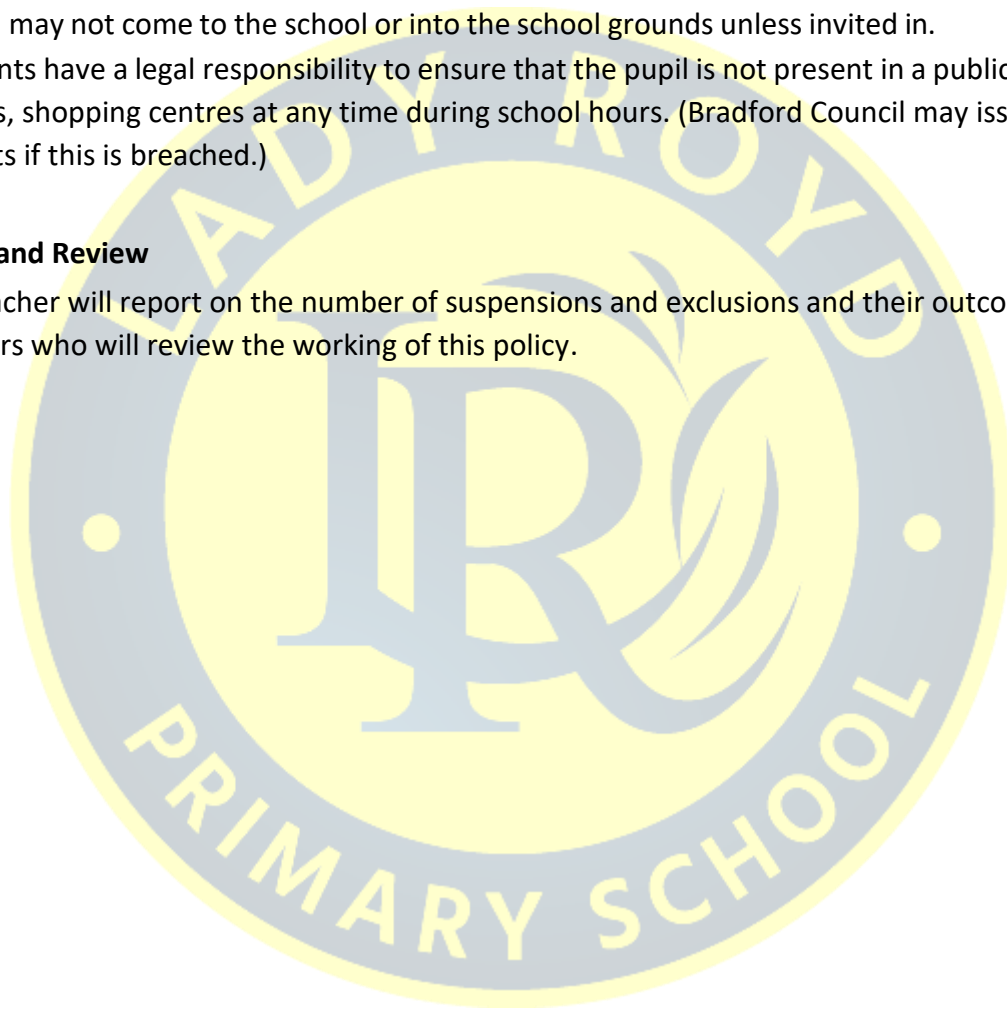 may not come to the school or into the school grounds unless invited in.
nts have a legal responsibility to ensure that the pupil is not present in a public
s, shopping centres at any time during school hours. (Bradford Council may iss
ts if this is breached.)
and Review
acher will report on the number of suspensions and exclusions and their outco
rs who will review the working of this policy.
LADY ROYD
LR
PRIMARY SCHOOL